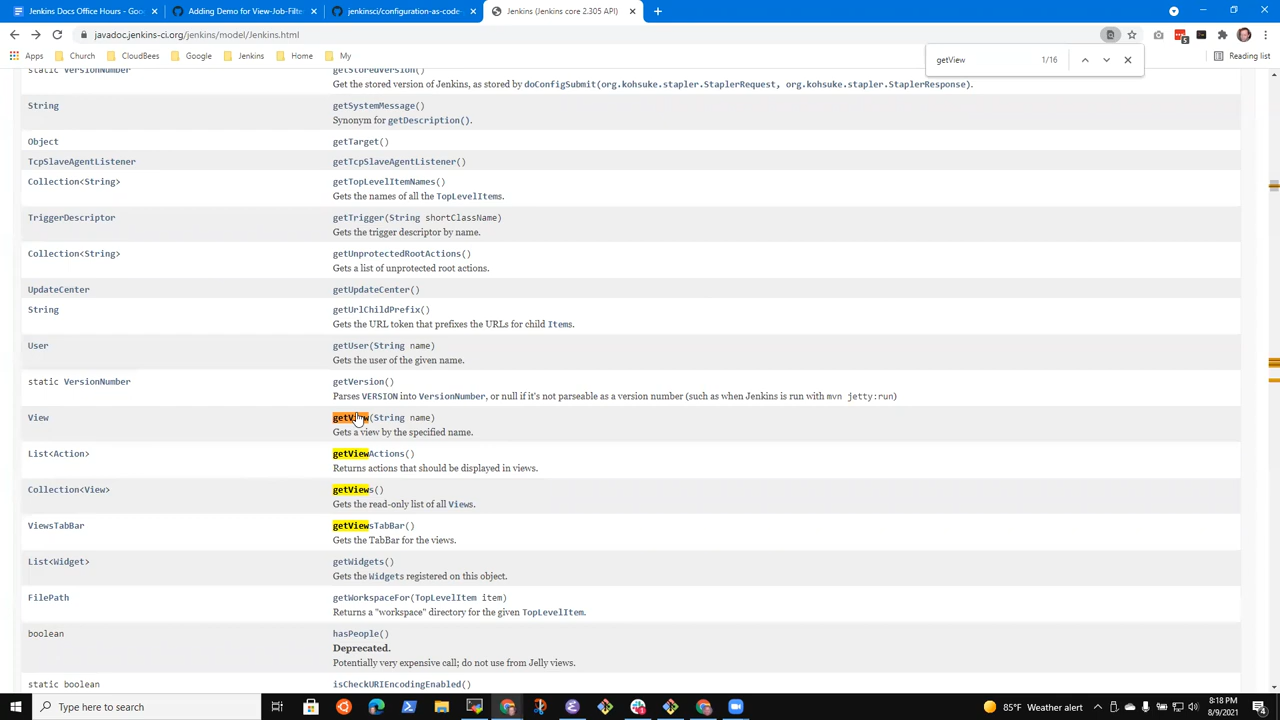 Jenkins Docs Office Hours - Goo
Adding Demo for View-Job-Filter
jenkinsci/configuration-as-code-
Jenkins (Jenkins core 2.305 API)
javadoc.jenkins-ci.org/jenkins/model/Jenkins.html
Apps
Church
CloudBees
Google
Jenkins
Home
My
getView
1/16
Reading list
static VersionNumber
getStoredVersion()
Get the stored version of Jenkins, as stored by doConfigSubmit(org.kohsuke.stapler.StaplerRequest, org.kohsuke.stapler.StaplerResponse).
String
getSystemMessage()
Synonym for getDescription().
Object
getTarget()
TcpSlaveAgentListener
getTcpSlaveAgentListener()
Collection<String>
getTopLevelItemNames()
Gets the names of all the TopLevelItems.
TriggerDescriptor
getTrigger(String shortClassName)
Gets the trigger descriptor by name.
Collection<String>
getUnprotectedRootActions()
Gets a list of unprotected root actions.
UpdateCenter
getUpdateCenter()
String
getUrlChildPrefix()
Gets the URL token that prefixes the URLs for child Items.
User
getUser(String name)
Gets the user of the given name.
static VersionNumber
getVersion()
Parses VERSION into VersionNumber, or null if it's not parseable as a version number (such as when Jenkins is run with mvn jetty:run)
View
getView(String name)
Gets a view by the specified name.
List<Action>
getViewActions()
Returns actions that should be displayed in views.
Collection<View>
getViews()
Gets the read-only list of all Views.
ViewsTabBar
getViewsTabBar()
Gets the TabBar for the views.
List<Widget>
getWidgets()
Gets the Widgets registered on this object.
FilePath
getWorkspaceFor(TopLevelItem item)
Returns a "workspace" directory for the given TopLevelItem.
boolean
hasPeople()
Deprecated.
Potentially very expensive call; do not use from Jelly views.
static boolean
isCheckURIEncodingEnabled()
Type here to search
85°F Weather alert
8:18 PM
8/9/2021